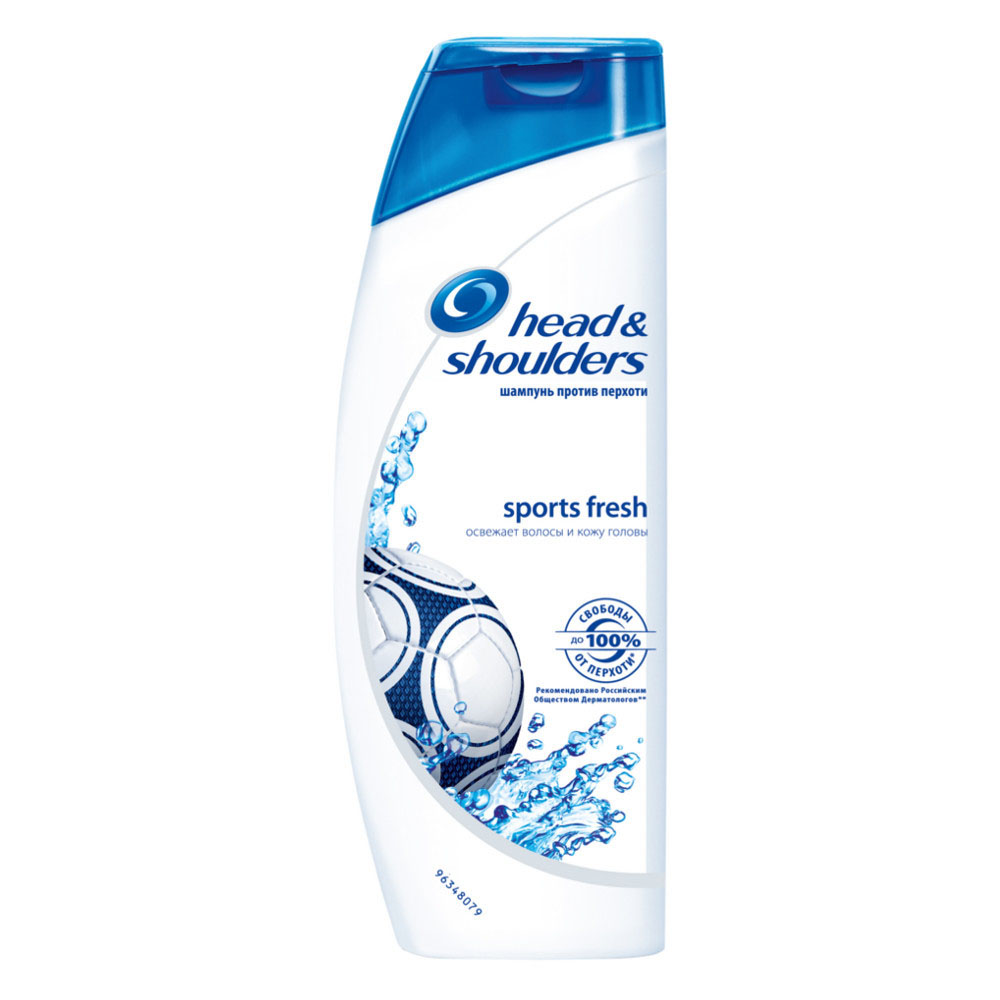 head &
shoulders
шампунь против перхоти
sports fresh
освежает волосы и кожу головы
СВОБОДЫ
до 100%
ОТ ПЕРХОТИ*
Рекомендовано Российским
Обществом Дерматологов**
96348079